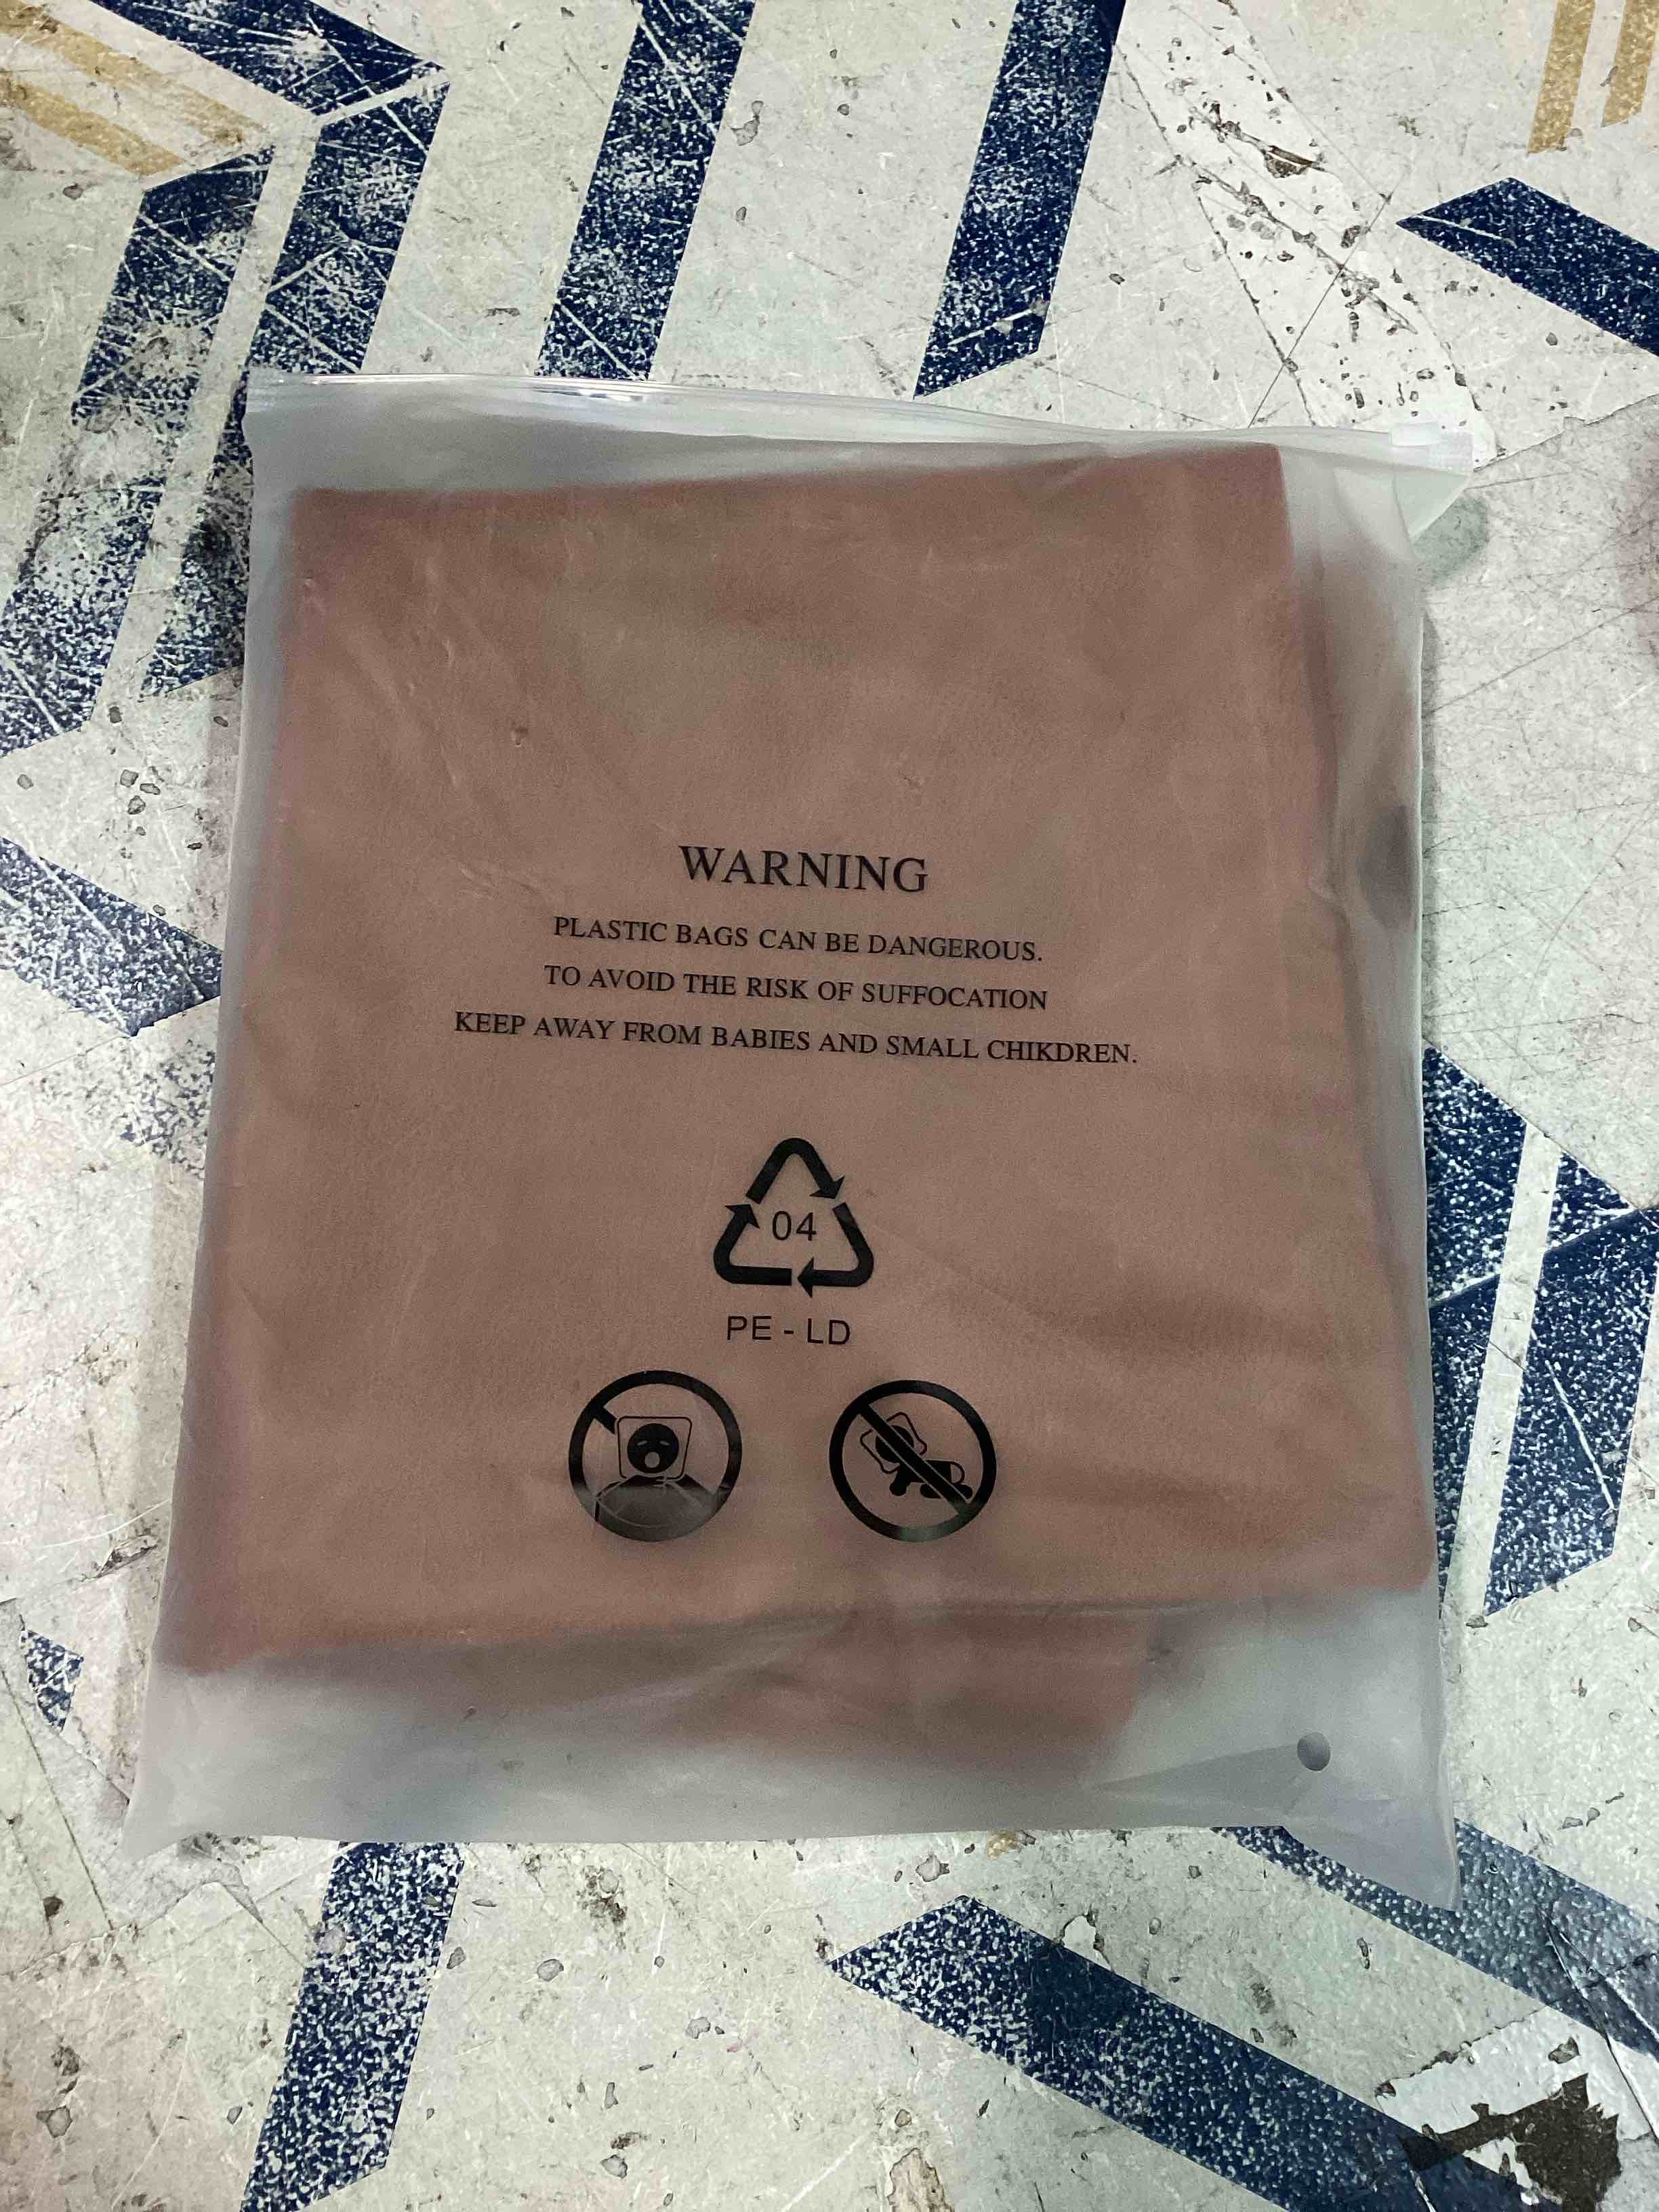 WARNING
PLASTIC BAGS CAN BE DANGEROUS.
TO AVOID THE RISK OF SUFFOCATION
KEEP AWAY FROM BABIES AND SMALL CHIKDREN.
04
PE - LD